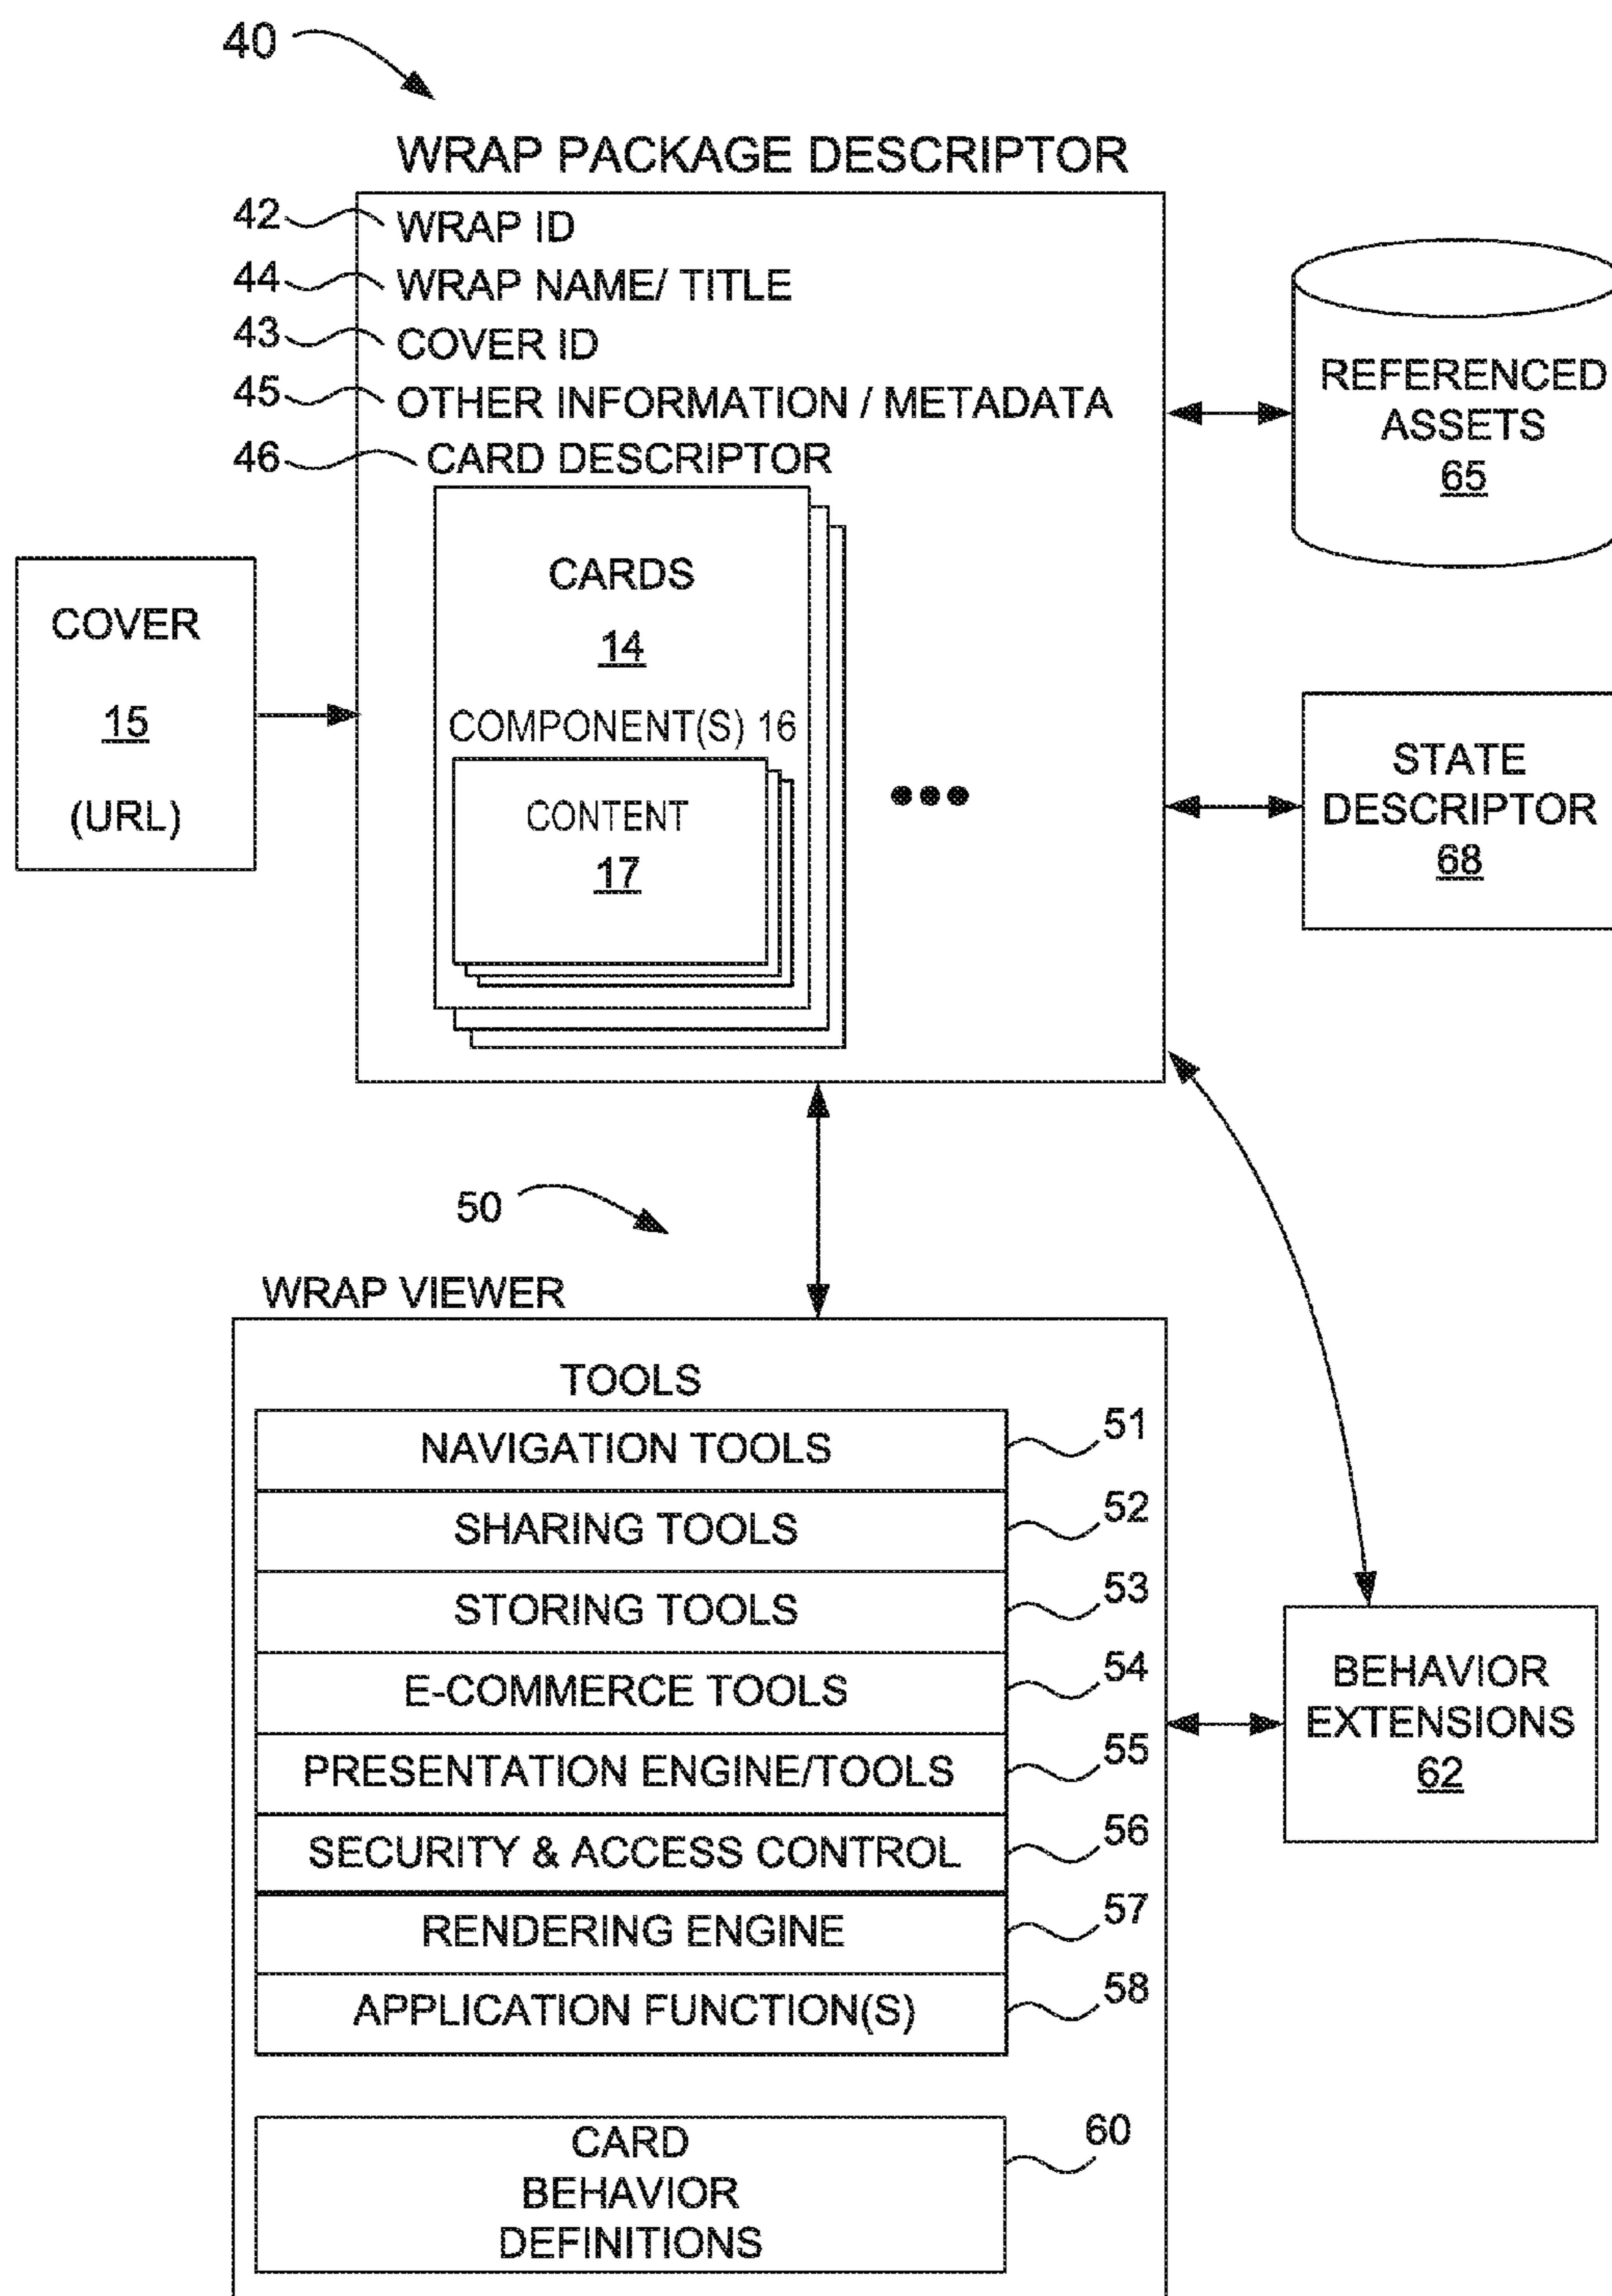 40
WRAP PACKAGE DESCRIPTOR
42 WRAP ID
44 WRAP NAME/ TITLE
43 COVER ID
45 OTHER INFORMATION / METADATA
46 CARD DESCRIPTOR
CARDS
14
COMPONENT(S) 16
CONTENT
17
COVER
15
(URL)
REFERENCED
ASSETS
65
STATE
DESCRIPTOR
68
50
WRAP VIEWER
TOOLS
NAVIGATION TOOLS 51
SHARING TOOLS 52
STORING TOOLS 53
E-COMMERCE TOOLS 54
PRESENTATION ENGINE/TOOLS 55
SECURITY & ACCESS CONTROL 56
RENDERING ENGINE 57
APPLICATION FUNCTION(S) 58
CARD 60
BEHAVIOR
DEFINITIONS
BEHAVIOR
EXTENSIONS
62